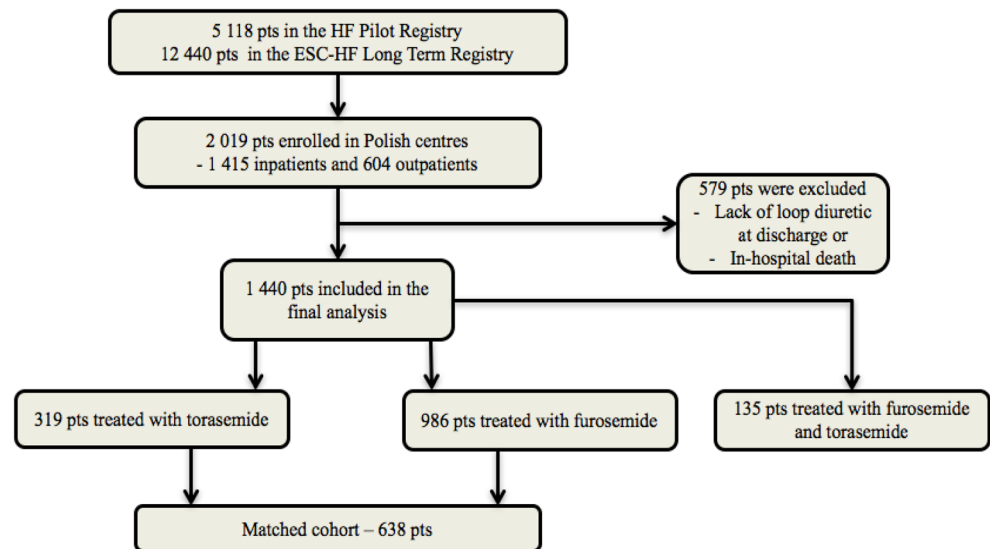 5 118 pts in the HF Pilot Registry
12 440 pts in the ESC-HF Long Term Registry
2 019 pts enrolled in Polish centres
- 1 415 inpatients and 604 outpatients
579 pts were excluded
- Lack of loop diuretic
at discharge or
- In-hospital death
1 440 pts included in the
final analysis
319 pts treated with torasemide
986 pts treated with furosemide
135 pts treated with furosemide
and torasemide
Matched cohort – 638 pts